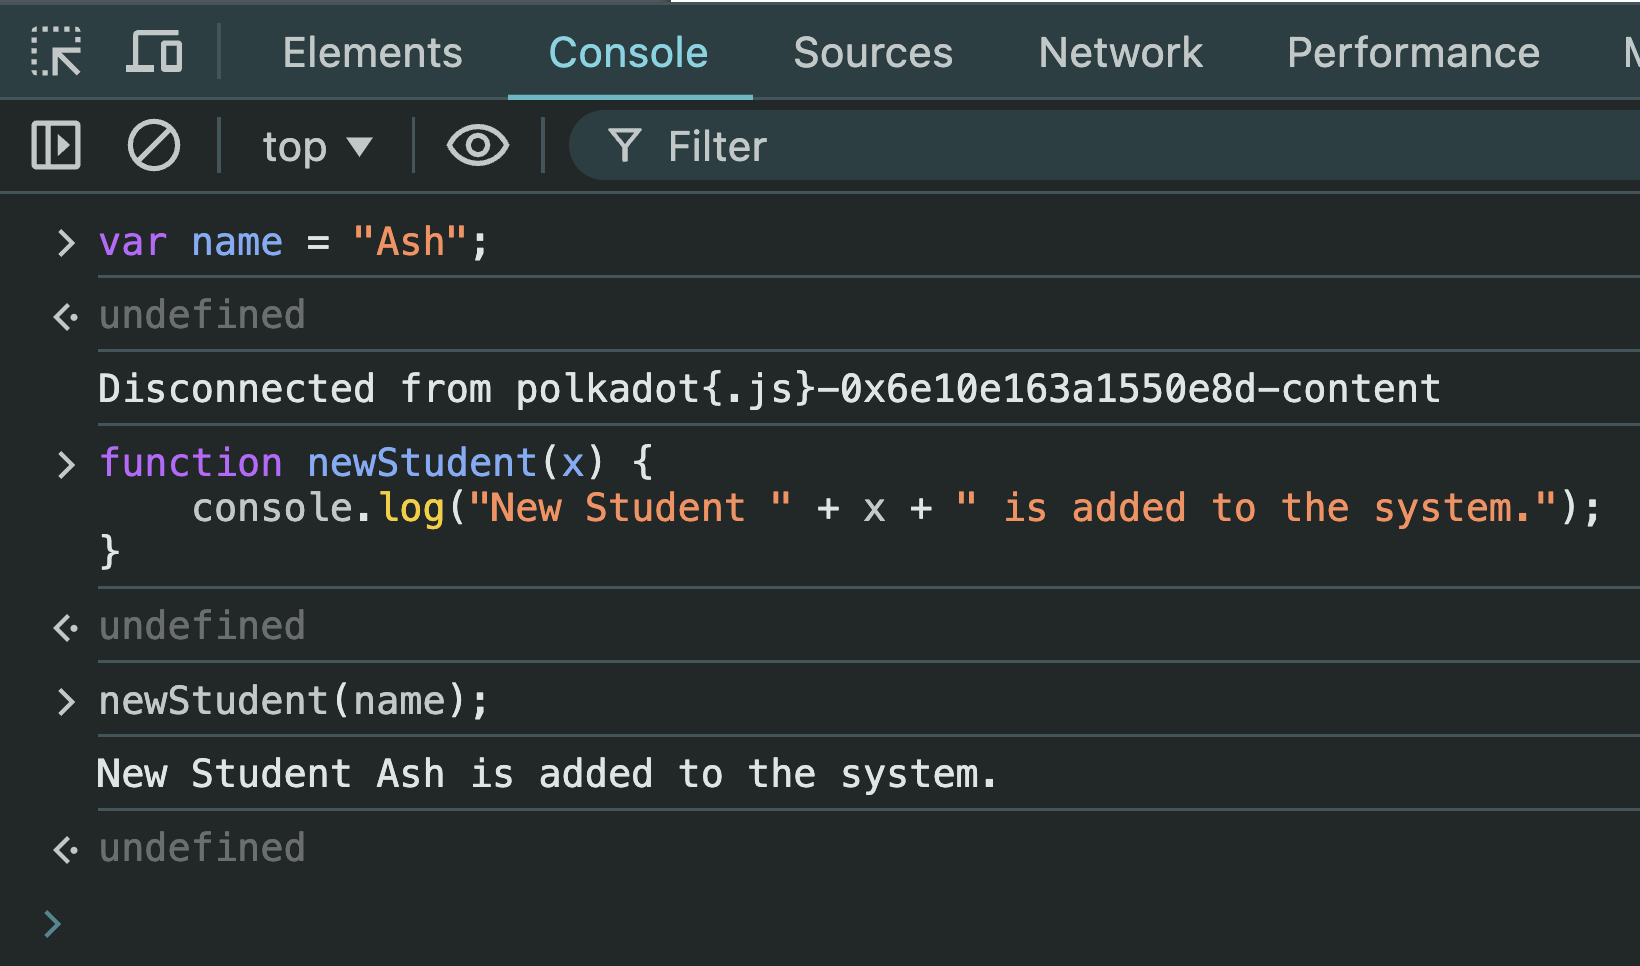 Elements Console Sources Network Performance
top Filter
var name = "Ash";
undefined
Disconnected from polkadot{.js}-0x6e10e163a1550e8d-content
function newStudent(x) {
    console.log("New Student " + x + " is added to the system.");
}
undefined
newStudent(name);
New Student Ash is added to the system.
undefined